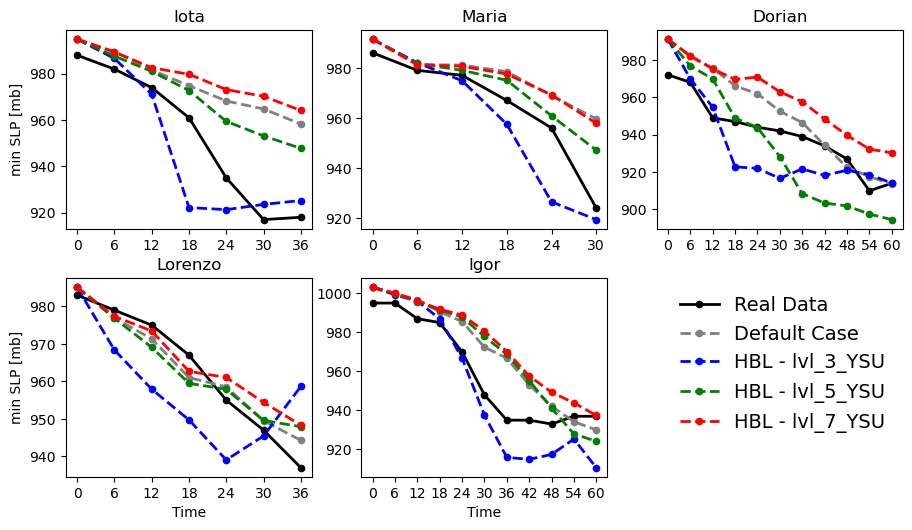 Iota
Maria
Dorian
min SLP [mb]
980
960
940
920
0 6 12 18 24 30 36
980
960
940
920
0 6 12 18 24 30
980
960
940
920
900
0 6 12 18 24 30 36 42 48 54 60
Lorenzo
Igor
min SLP [mb]
980
970
960
950
940
0 6 12 18 24 30 36
Time
1000
980
960
940
920
0 6 12 18 24 30 36 42 48 54 60
Time
Real Data
Default Case
HBL - lvl_3_YSU
HBL - lvl_5_YSU
HBL - lvl_7_YSU